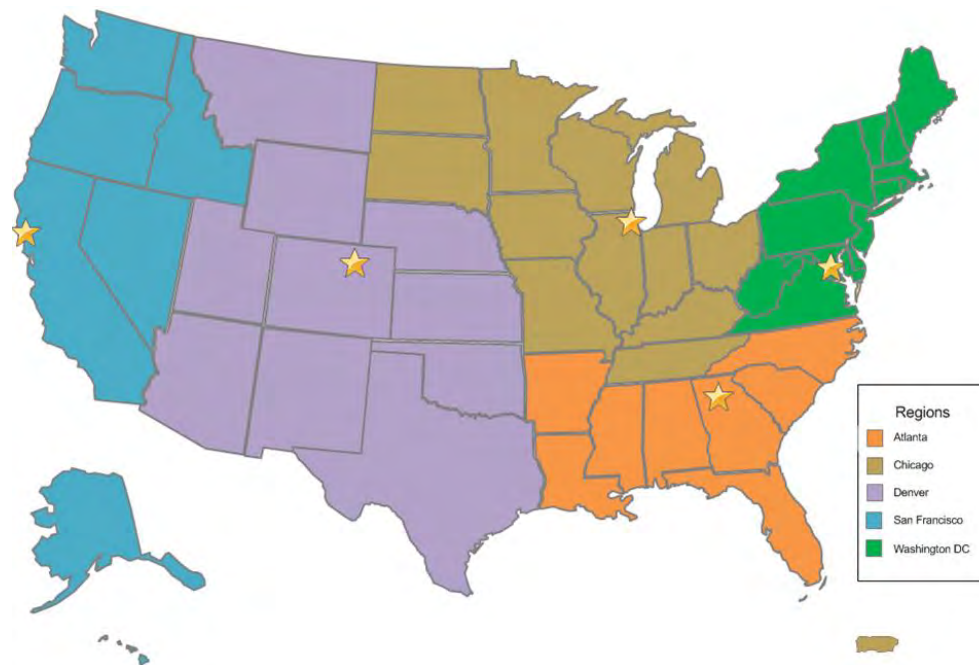 Regions
Atlanta
Chicago
Denver
San Francisco
Washington DC